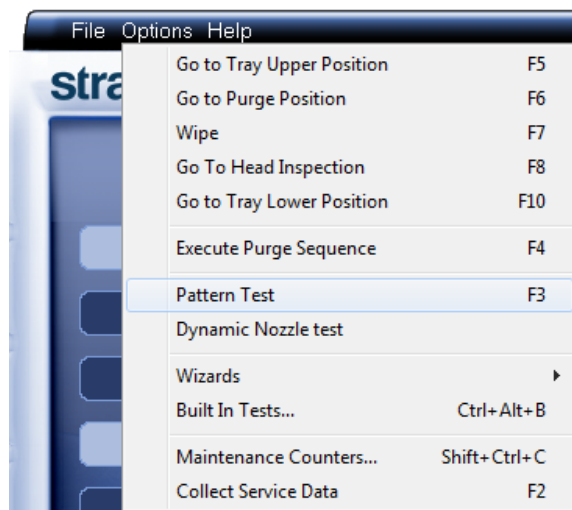 File Options Help
stra
Go to Tray Upper Position F5
Go to Purge Position F6
Wipe F7
Go To Head Inspection F8
Go to Tray Lower Position F10
Execute Purge Sequence F4
Pattern Test F3
Dynamic Nozzle test
Wizards
Built In Tests... Ctrl+Alt+B
Maintenance Counters... Shift+Ctrl+C
Collect Service Data F2